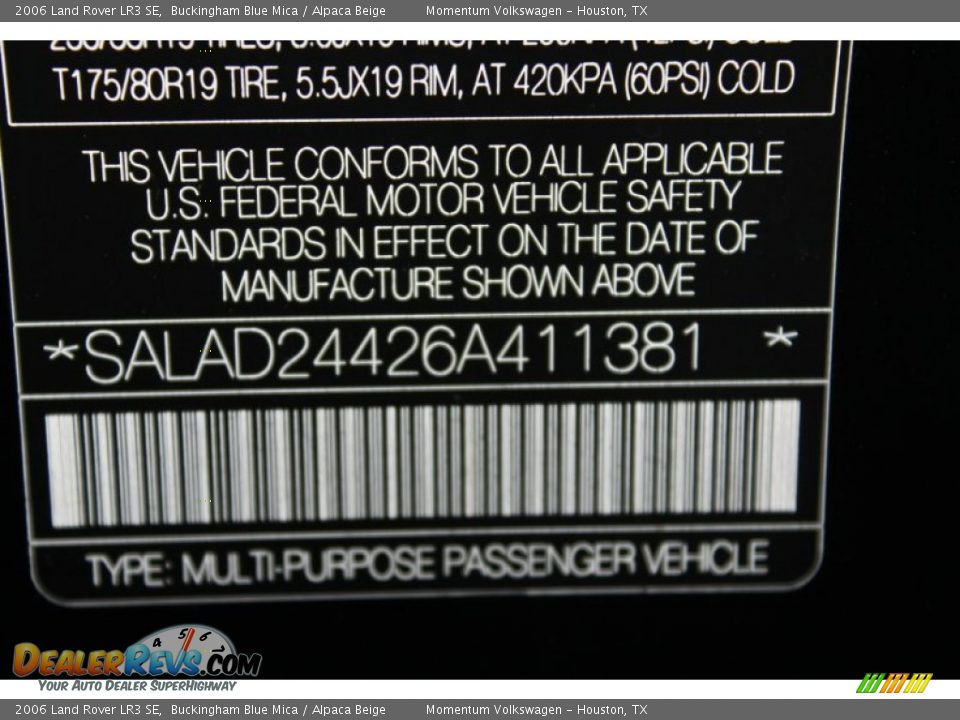 2006 Land Rover LR3 SE, Buckingham Blue Mica / Alpaca Beige Momentum Volkswagen - Houston, TX
T175/80R19 TIRE, 5.5JX19 RIM, AT 420KPA (60PSI) COLD
THIS VEHICLE CONFORMS TO ALL APPLICABLE
U.S. FEDERAL MOTOR VEHICLE SAFETY
STANDARDS IN EFFECT ON THE DATE OF
MANUFACTURE SHOWN ABOVE
*SALAD24426A411381 *
TYPE: MULTI-PURPOSE PASSENGER VEHICLE
4 5 6
DEALERREVS.COM
YOUR AUTO DEALER SUPERHIGHWAY
2006 Land Rover LR3 SE, Buckingham Blue Mica / Alpaca Beige Momentum Volkswagen - Houston, TX